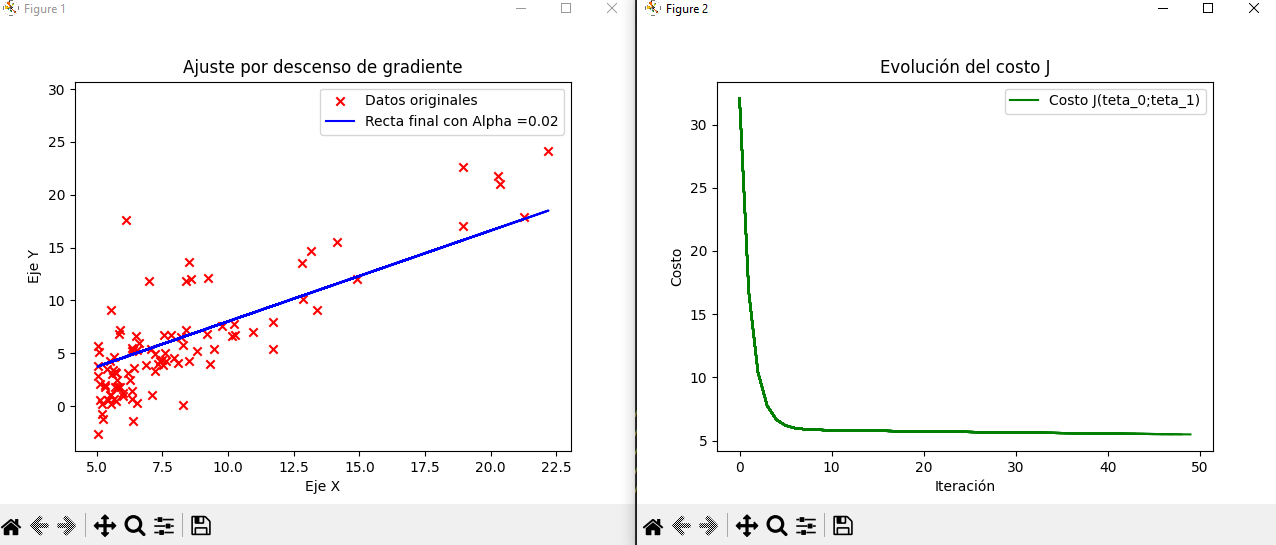 Figure 1
Ajuste por descenso de gradiente
Datos originales
Recta final con Alpha =0.02
Eje Y
30
25
20
15
10
5
0
5.0 7.5 10.0 12.5 15.0 17.5 20.0 22.5
Eje X
Figure 2
Evolución del costo J
Costo J(teta_0;teta_1)
Costo
30
25
20
15
10
5
0 10 20 30 40 50
Iteración